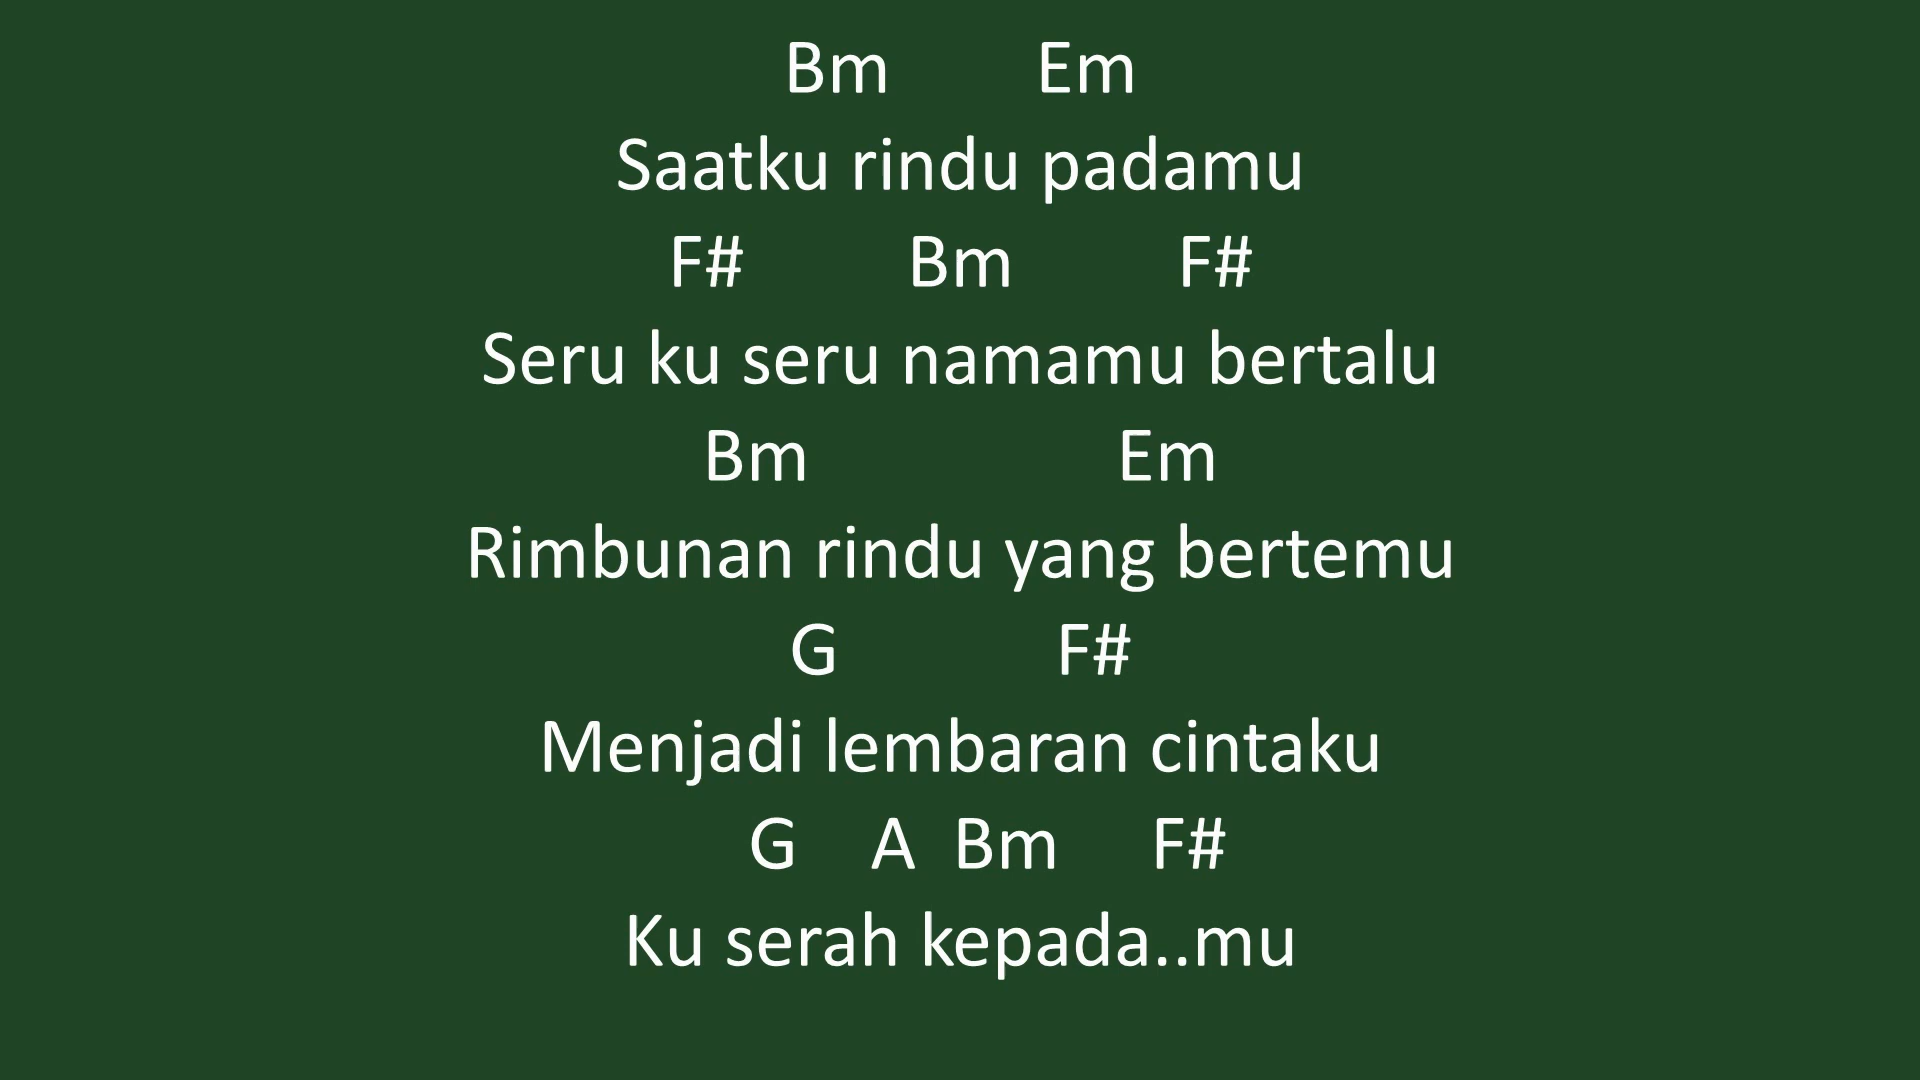 Bm Em
Saatku rindu padamu
F# Bm F#
Seru ku seru namamu bertalu
Bm Em
Rimbunan rindu yang bertemu
G F#
Menjadi lembaran cintaku
G A Bm F#
Ku serah kepada..mu